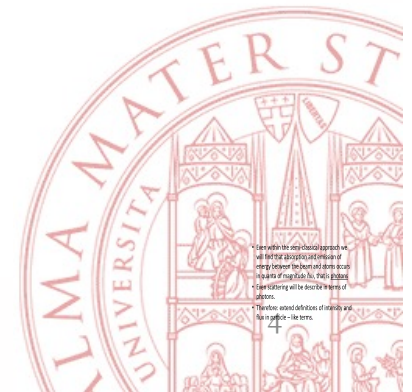 ALMA MATER ST
UNIVERSITA
LIBERTAS
• Even within the semi-classical approach we
will find that absorption and emission of
energy between the beam and atoms occurs
in quanta of magnitude ħω, that is photons.
• Even scattering will be describe in terms of
photons.
• Therefore: extend definitions of intensity and
flux in particle – like terms.
4